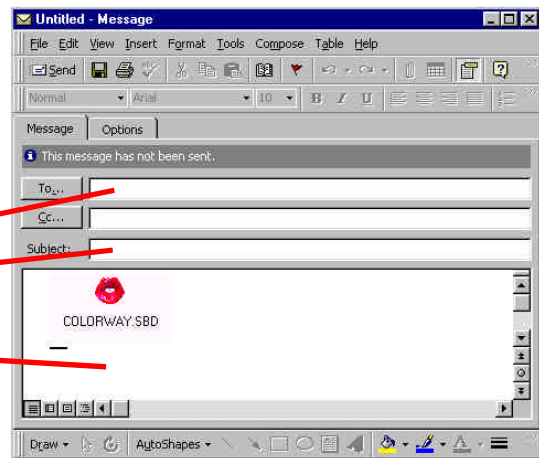 Untitled - Message
File Edit View Insert Format Tools Compose Table Help
Send
Normal Arial 10 B I U
Message Options
This message has not been sent.
To...
Cc...
Subject:
COLORWAY.SBD
Draw AutoShapes